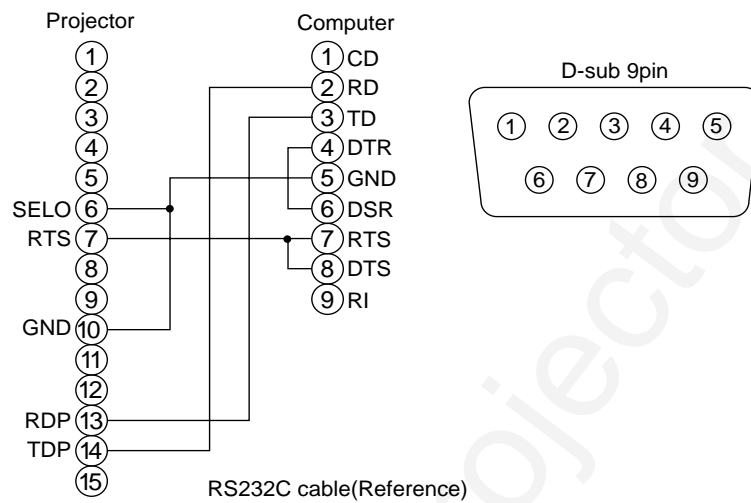 Projector
1
2
3
4
5
SELO 6
RTS 7
8
9
GND 10
11
12
RDP 13
TDP 14
15
Computer
1 CD
2 RD
3 TD
4 DTR
5 GND
6 DSR
7 RTS
8 DTS
9 RI
D-sub 9pin
1 2 3 4 5
6 7 8 9
RS232C cable(Reference)